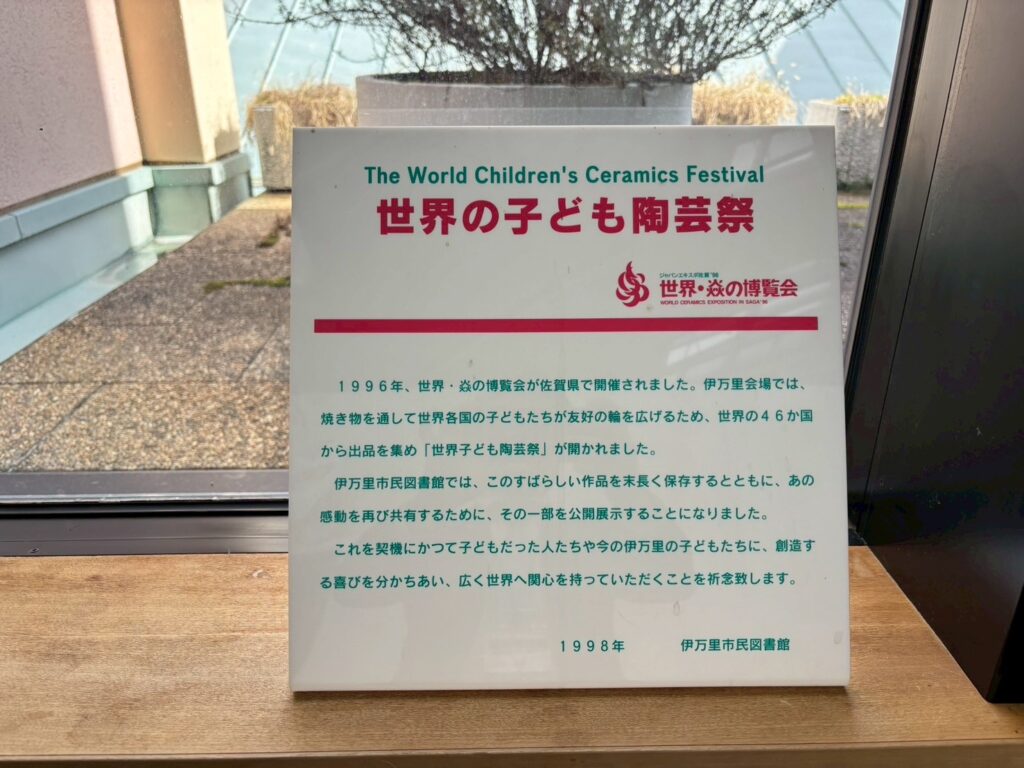 The World Children's Ceramics Festival
世界の子ども陶芸祭
ジャパンエキスポ佐賀'96
世界・焱の博覧会
WORLD CERAMICS EXPOSITION IN SAGA'96
１９９６年、世界・焱の博覧会が佐賀県で開催されました。伊万里会場では、
焼き物を通して世界各国の子どもたちが友好の輪を広げるため、世界の４６か国
から出品を集め「世界子ども陶芸祭」が開かれました。
伊万里市民図書館では、このすばらしい作品を末長く保存するとともに、あの
感動を再び共有するために、その一部を公開展示することになりました。
これを契機にかつて子どもだった人たちや今の伊万里の子どもたちに、創造す
る喜びを分かちあい、広く世界へ関心を持っていただくことを祈念致します。
１９９８年　伊万里市民図書館